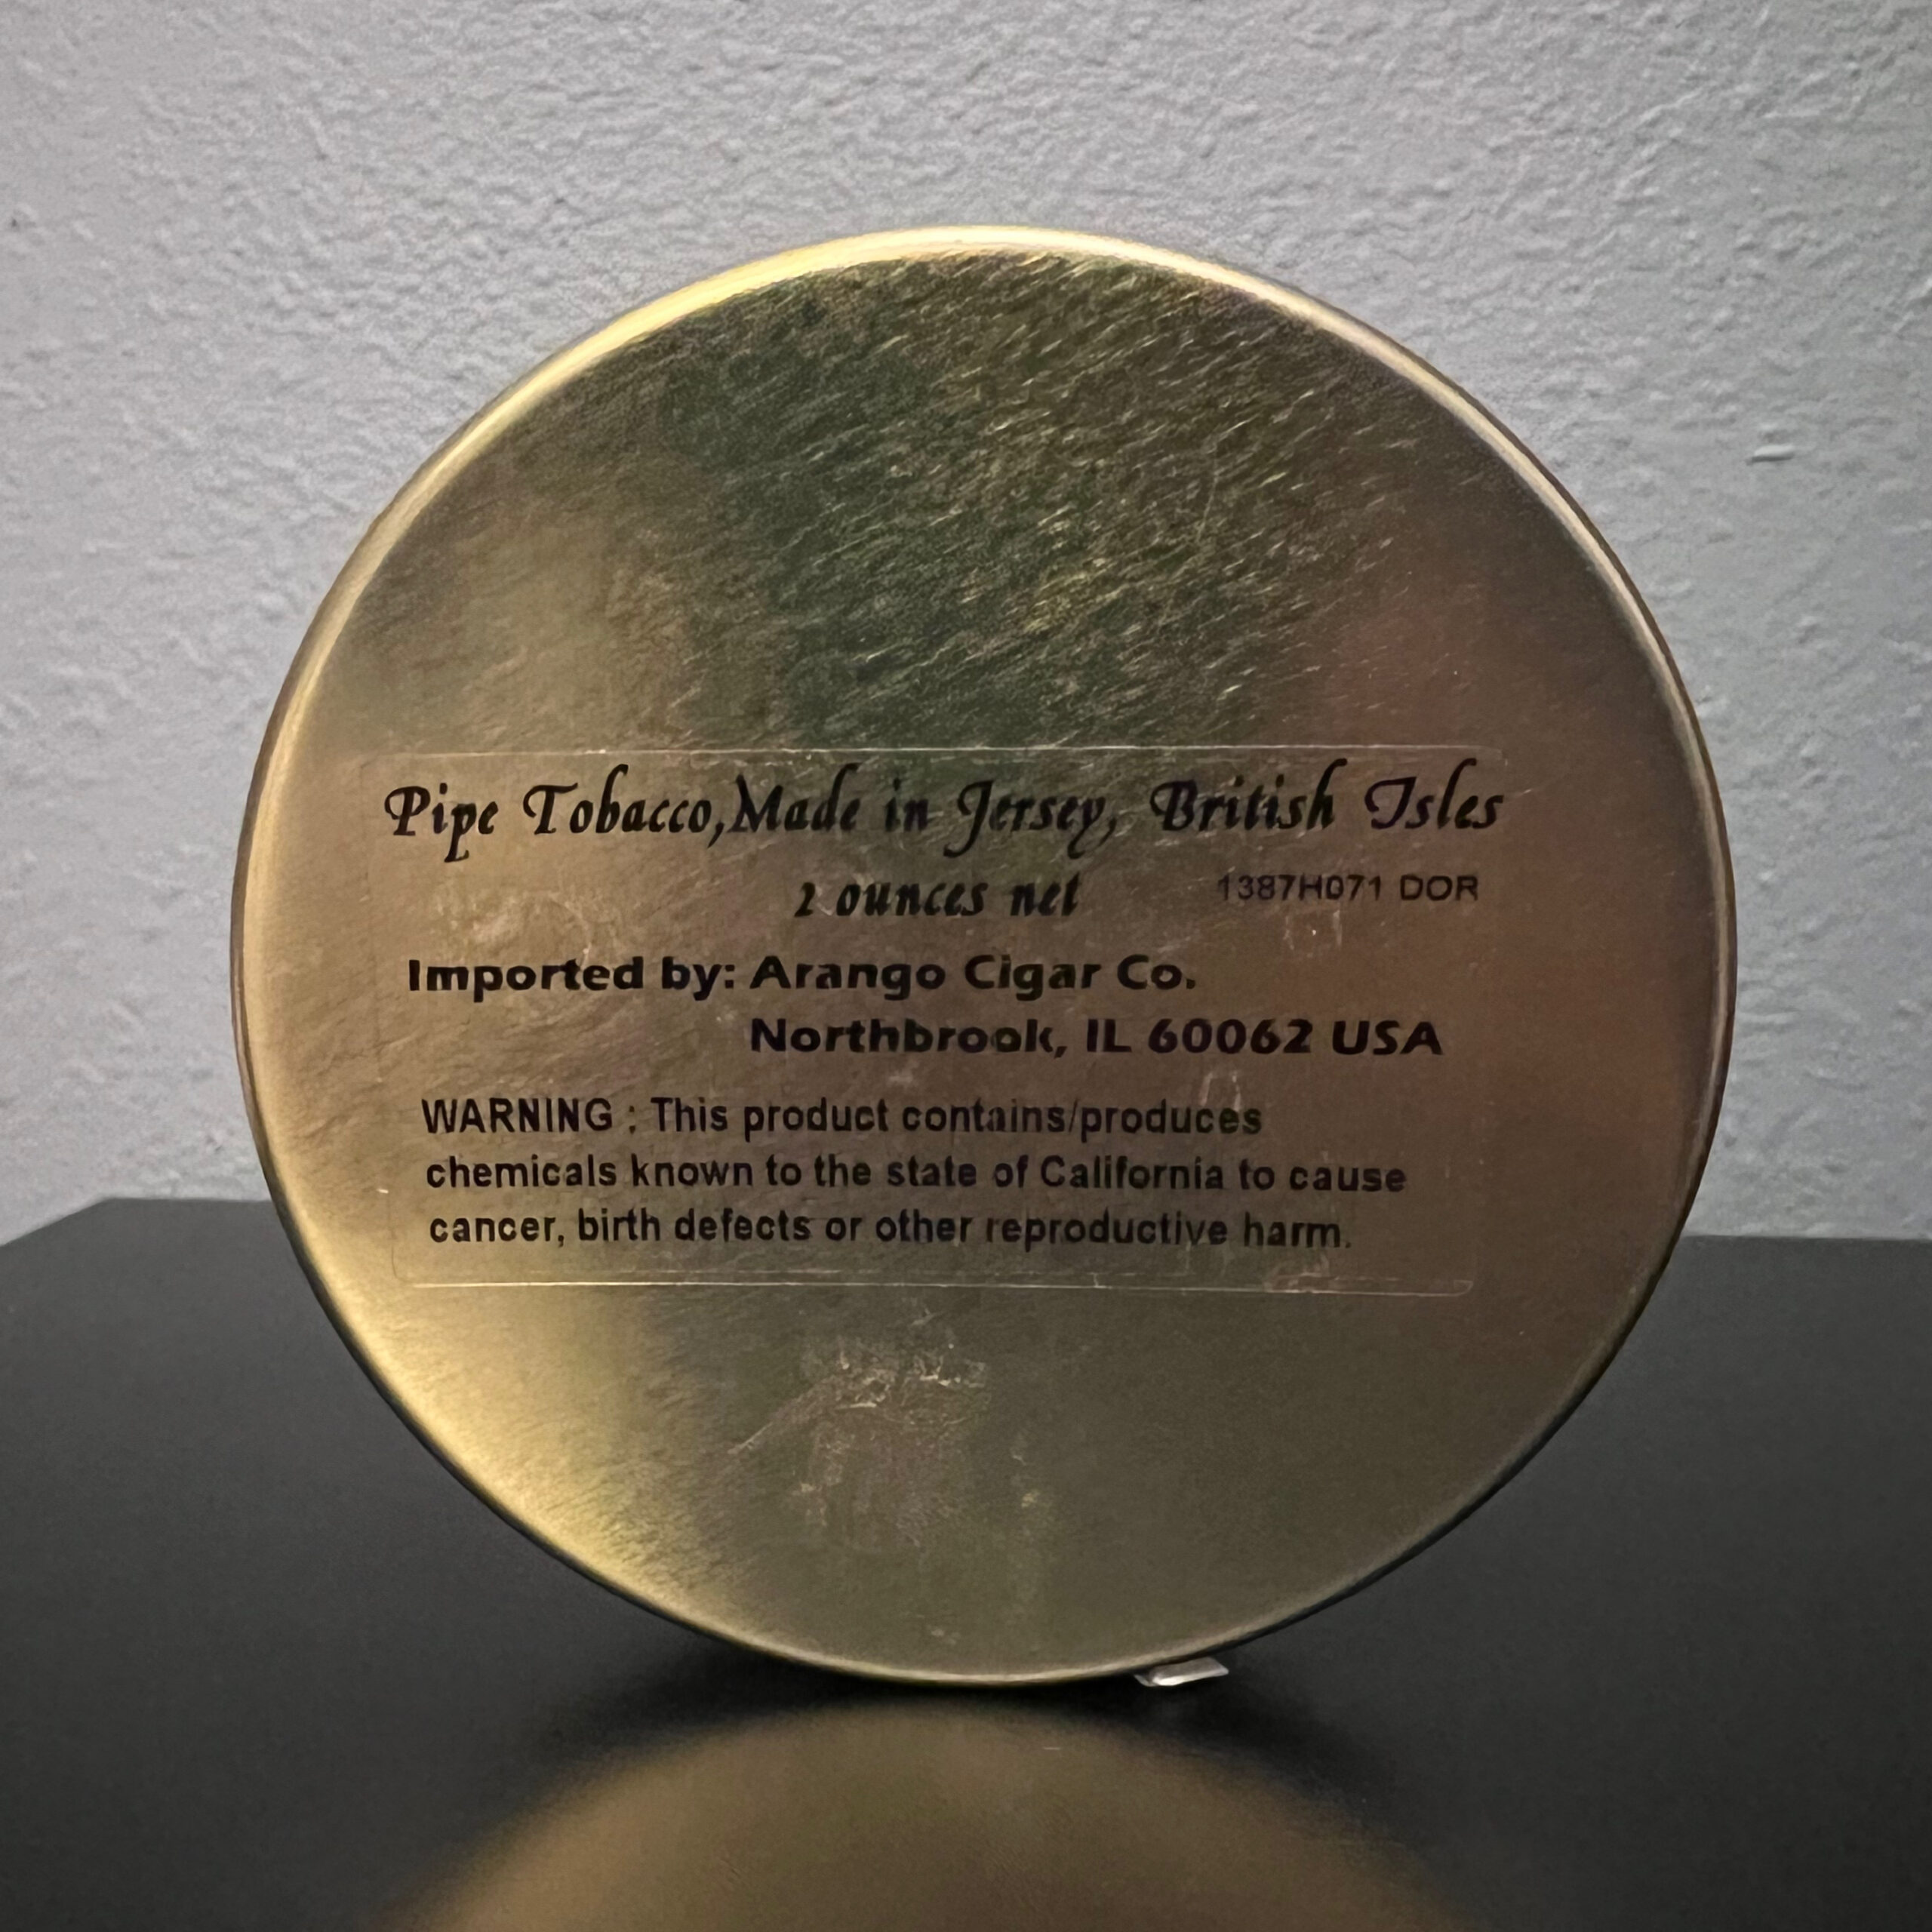 Pipe Tobacco,Made in Jersey, British Isles
2 ounces net 1387H071 DOR
Imported by: Arango Cigar Co.
Northbrook, IL 60062 USA
WARNING : This product contains/produces
chemicals known to the state of California to cause
cancer, birth defects or other reproductive harm.